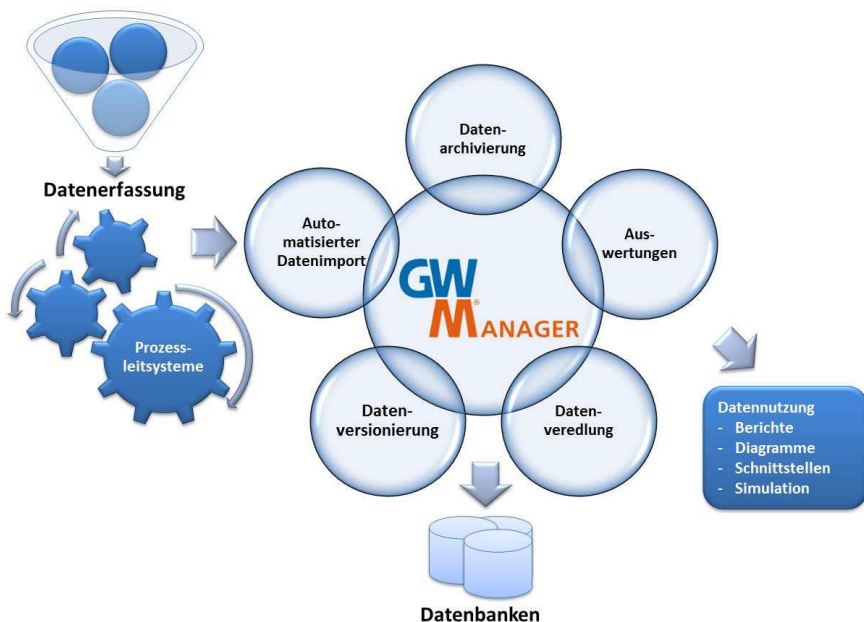 Datenerfassung
Prozess-
leitsysteme
Auto-
matisierter
Datenimport
Daten-
archivierung
Aus-
wertungen
GW
M®ANAGER
Daten-
versionierung
Daten-
veredlung
Datennutzung
- Berichte
- Diagramme
- Schnittstellen
- Simulation
Datenbanken